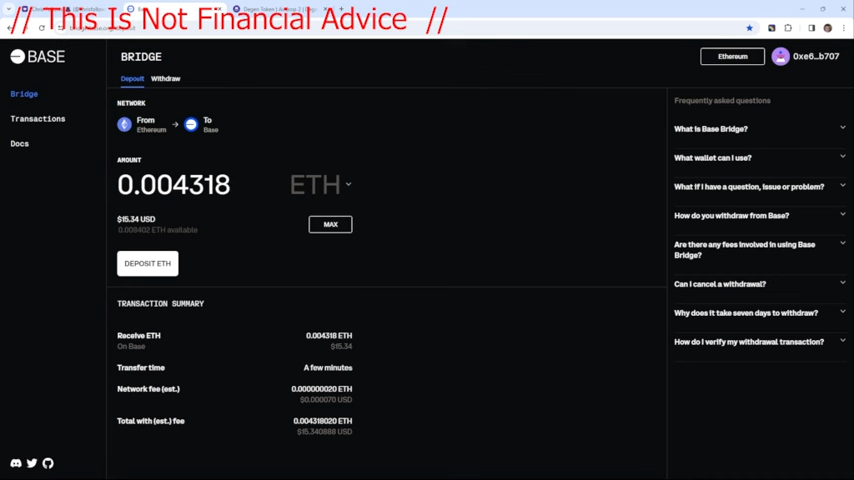 // This Is Not Financial Advice //
BASE
BRIDGE
Ethereum
0xe6...b707
Deposit Withdraw
Bridge
Transactions
Docs
NETWORK
From
Ethereum
To
Base
AMOUNT
0.004318 ETH
$15.34 USD
0.008402 ETH available
MAX
DEPOSIT ETH
TRANSACTION SUMMARY
Receive ETH 0.004318 ETH
On Base $15.34
Transfer time A few minutes
Network fee (est.) 0.000000020 ETH
$0.000070 USD
Total with (est.) fee 0.004318020 ETH
$15.340888 USD
Frequently asked questions
What is Base Bridge?
What wallet can I use?
What if I have a question, issue or problem?
How do you withdraw from Base?
Are there any fees involved in using Base
Bridge?
Can I cancel a withdrawal?
Why does it take seven days to withdraw?
How do I verify my withdrawal transaction?